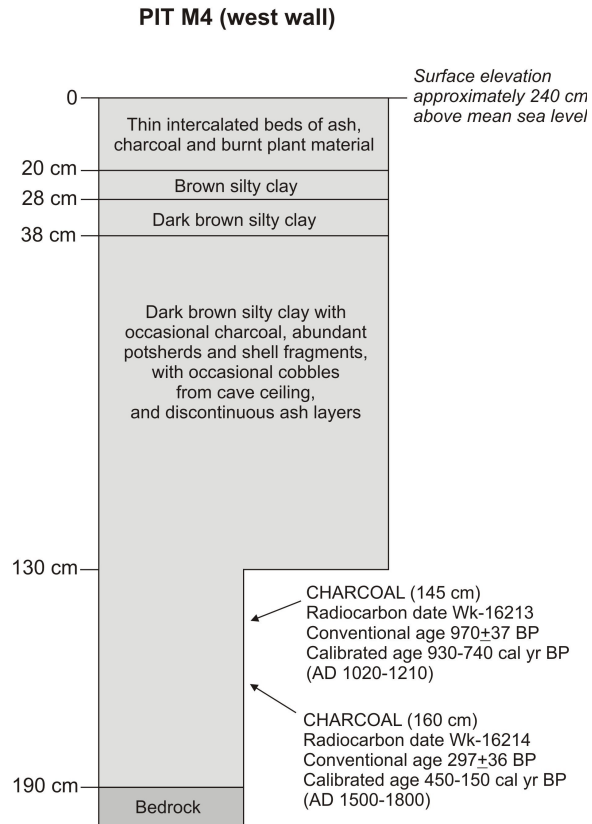 PIT M4 (west wall)
Surface elevation
approximately 240 cm
above mean sea level
0
Thin intercalated beds of ash,
charcoal and burnt plant material
20 cm
Brown silty clay
28 cm
Dark brown silty clay
38 cm
Dark brown silty clay with
occasional charcoal, abundant
potsherds and shell fragments,
with occasional cobbles
from cave ceiling,
and discontinuous ash layers
130 cm
CHARCOAL (145 cm)
Radiocarbon date Wk-16213
Conventional age 970±37 BP
Calibrated age 930-740 cal yr BP
(AD 1020-1210)
CHARCOAL (160 cm)
Radiocarbon date Wk-16214
Conventional age 297±36 BP
Calibrated age 450-150 cal yr BP
(AD 1500-1800)
190 cm
Bedrock